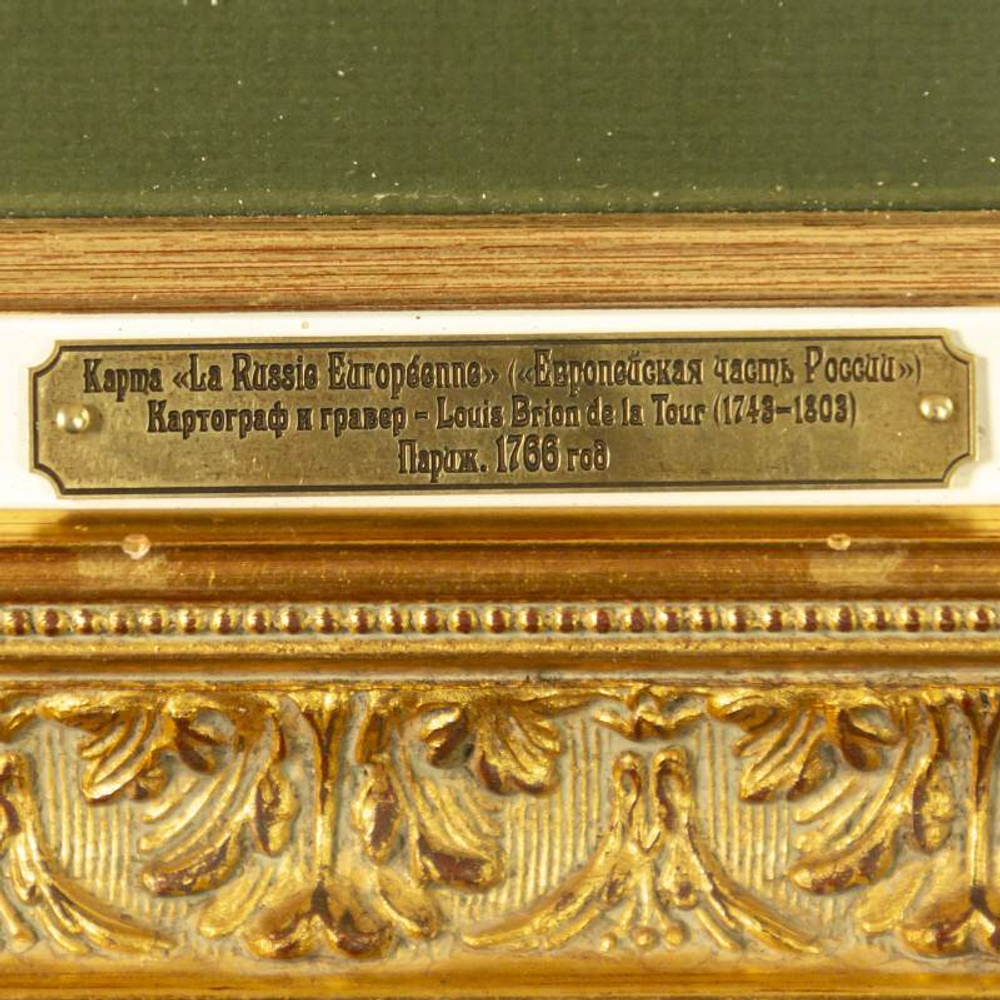 Карта «La Russie Européenne» («Европейская часть России»)
Картограф и гравер - Louis Brion de la Tour (1743-1803)
Париж. 1766 год